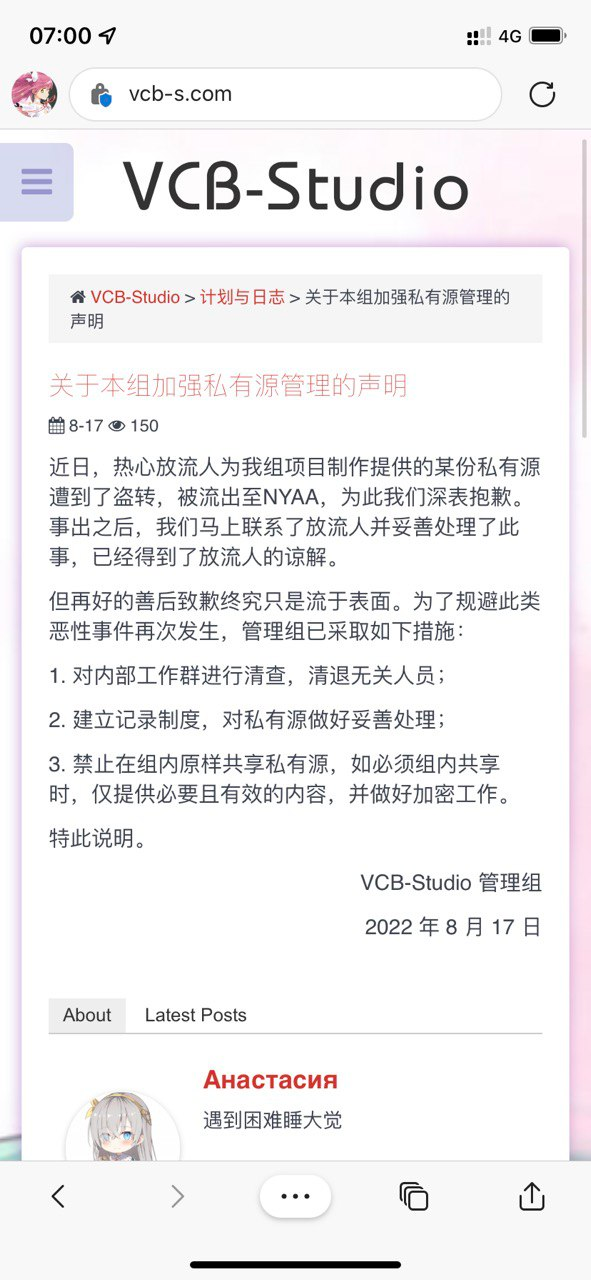 07:00
4G
vcb-s.com
VCB-Studio
VCB-Studio > 计划与日志 > 关于本组加强私有源管理的
声明
关于本组加强私有源管理的声明
8-17 150
近日，热心放流人为我组项目制作提供的某份私有源
遭到了盗转，被流出至NYAA，为此我们深表抱歉。
事出之后，我们马上联系了放流人并妥善处理了此
事，已经得到了放流人的谅解。
但再好的善后致歉终究只是流于表面。为了规避此类
恶性事件再次发生，管理组已采取如下措施：
1. 对内部工作群进行清查，清退无关人员；
2. 建立记录制度，对私有源做好妥善处理；
3. 禁止在组内原样共享私有源，如必须组内共享
时，仅提供必要且有效的内容，并做好加密工作。
特此说明。
VCB-Studio 管理组
2022 年 8 月 17 日
About Latest Posts
Анастасия
遇到困难睡大觉